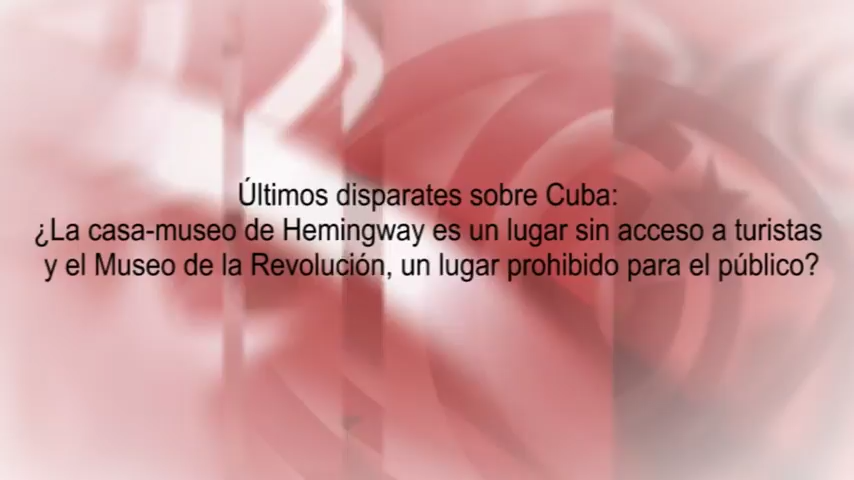 Últimos disparates sobre Cuba:
¿La casa-museo de Hemingway es un lugar sin acceso a turistas
y el Museo de la Revolución, un lugar prohibido para el público?